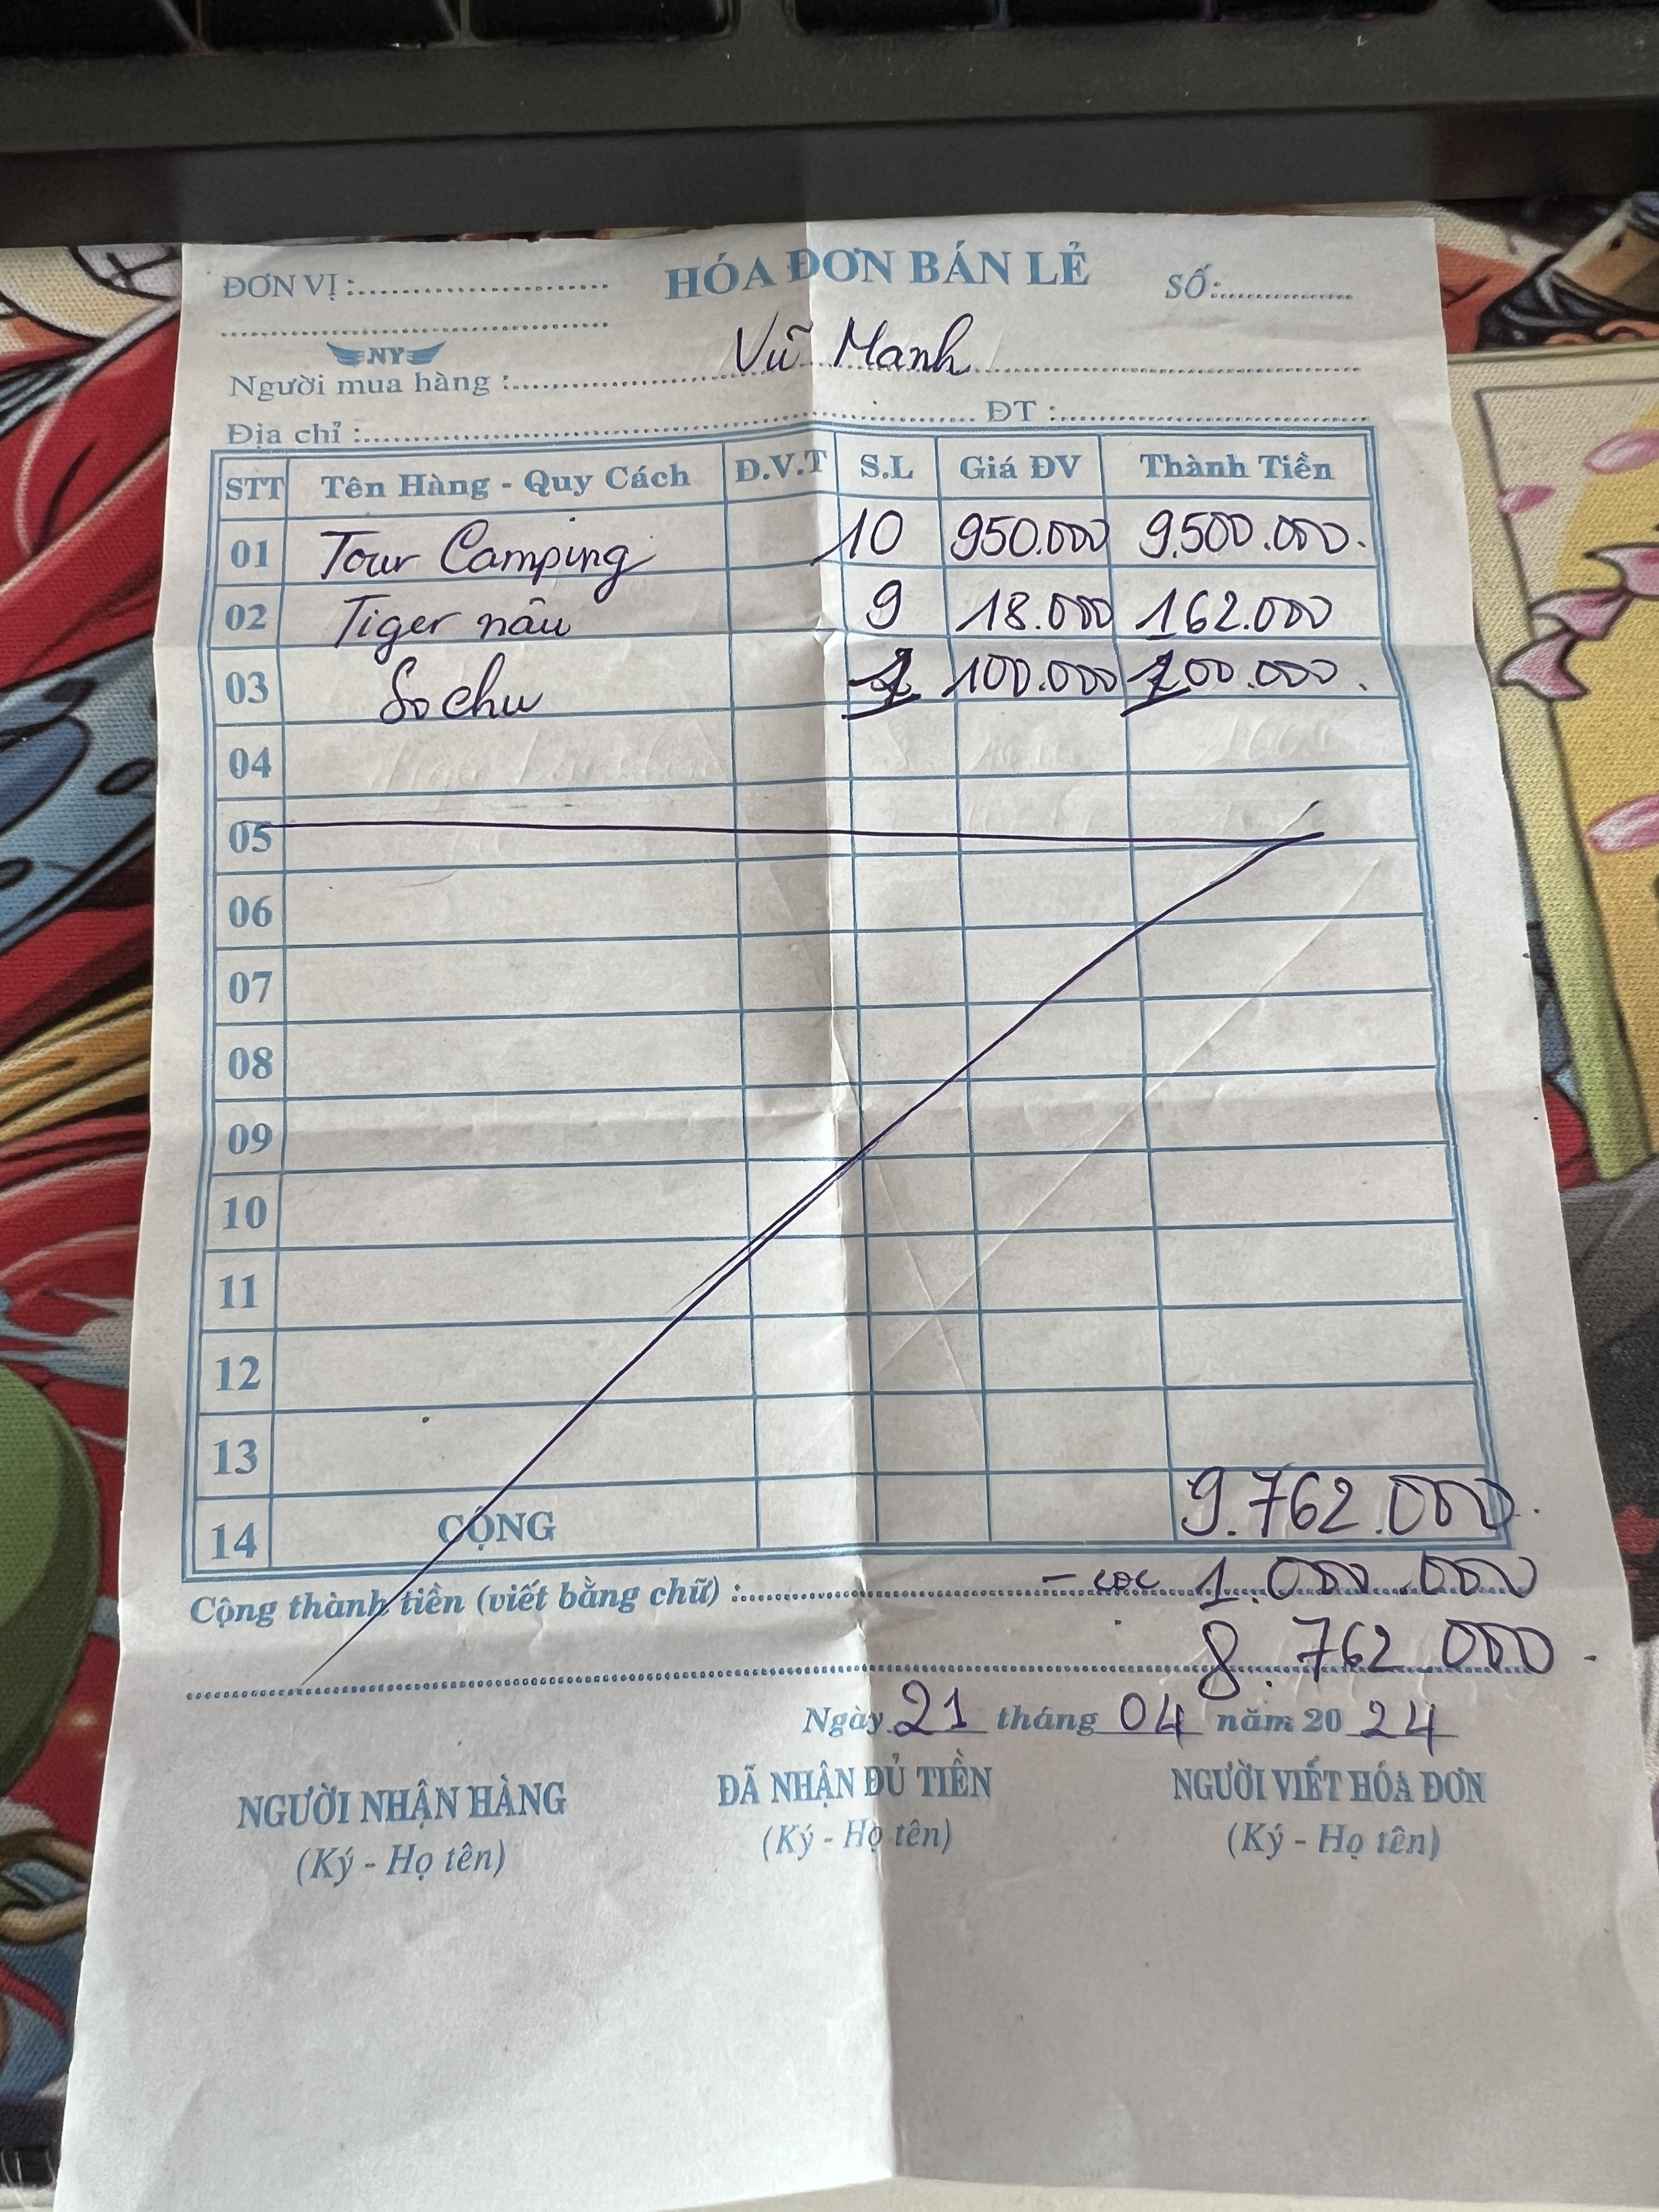 ĐƠN VỊ : HÓA ĐƠN BÁN LẺ SỐ:
NY
Người mua hàng : Vũ Manh
Địa chỉ : ĐT :
STT Tên Hàng - Quy Cách Đ.V.T S.L Giá ĐV Thành Tiền
01 Tour Camping 10 950.000 9.500.000.
02 Tiger nâu 9 18.000 162.000
03 Sochu 1 100.000 100.000.
04
05
06
07
08
09
10
11
12
13
14 CỘNG 9.762.000.
Cộng thành tiền (viết bằng chữ) : - cọc 1.000.000
8.762.000.
Ngày 21 tháng 04 năm 20 24
NGƯỜI NHẬN HÀNG ĐÃ NHẬN ĐỦ TIỀN NGƯỜI VIẾT HÓA ĐƠN
(Ký - Họ tên) (Ký - Họ tên) (Ký - Họ tên)